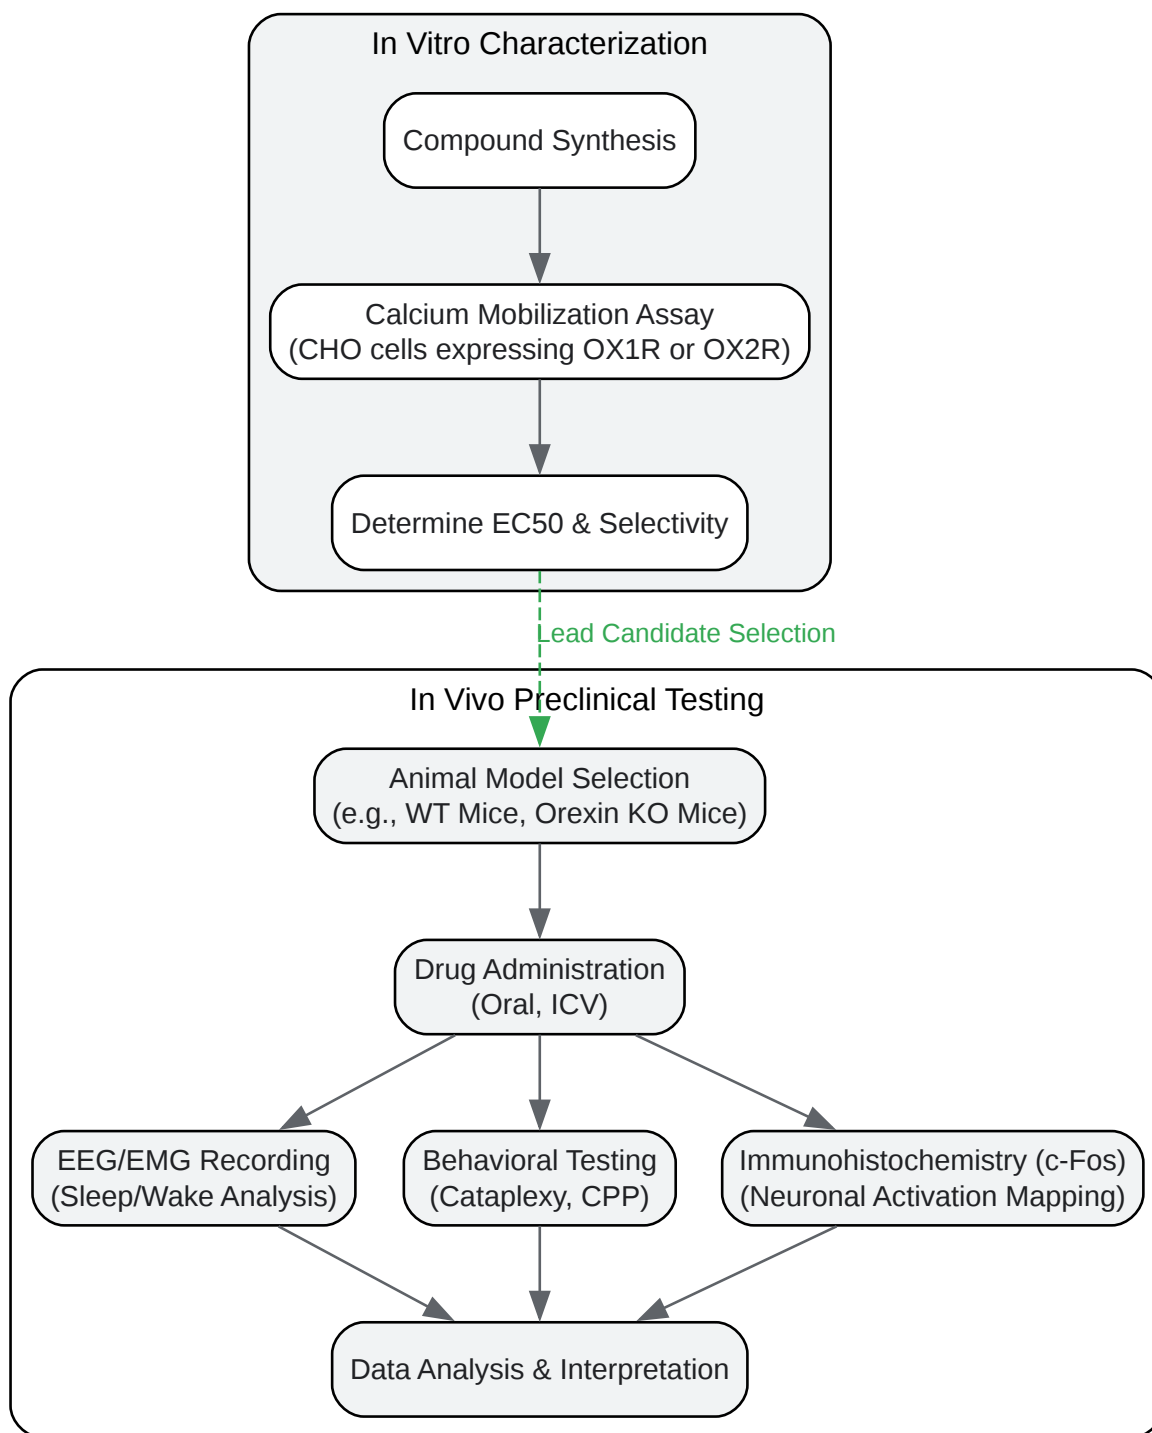 In Vitro Characterization
Compound Synthesis
Calcium Mobilization Assay
(CHO cells expressing OX1R or OX2R)
Determine EC50 & Selectivity
Lead Candidate Selection
In Vivo Preclinical Testing
Animal Model Selection
(e.g., WT Mice, Orexin KO Mice)
Drug Administration
(Oral, ICV)
EEG/EMG Recording
(Sleep/Wake Analysis)
Behavioral Testing
(Cataplexy, CPP)
Immunohistochemistry (c-Fos)
(Neuronal Activation Mapping)
Data Analysis & Interpretation